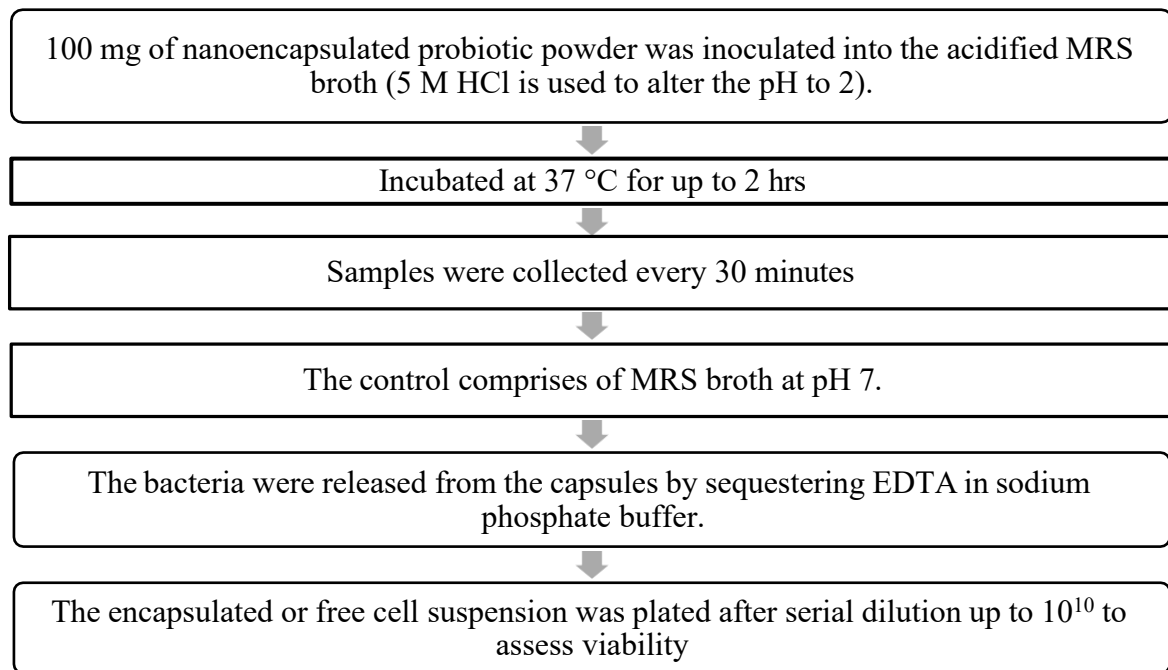 100 mg of nanoencapsulated probiotic powder was inoculated into the acidified MRS
broth (5 M HCl is used to alter the pH to 2).
Incubated at 37 °C for up to 2 hrs
Samples were collected every 30 minutes
The control comprises of MRS broth at pH 7.
The bacteria were released from the capsules by sequestering EDTA in sodium
phosphate buffer.
The encapsulated or free cell suspension was plated after serial dilution up to 10¹⁰ to
assess viability